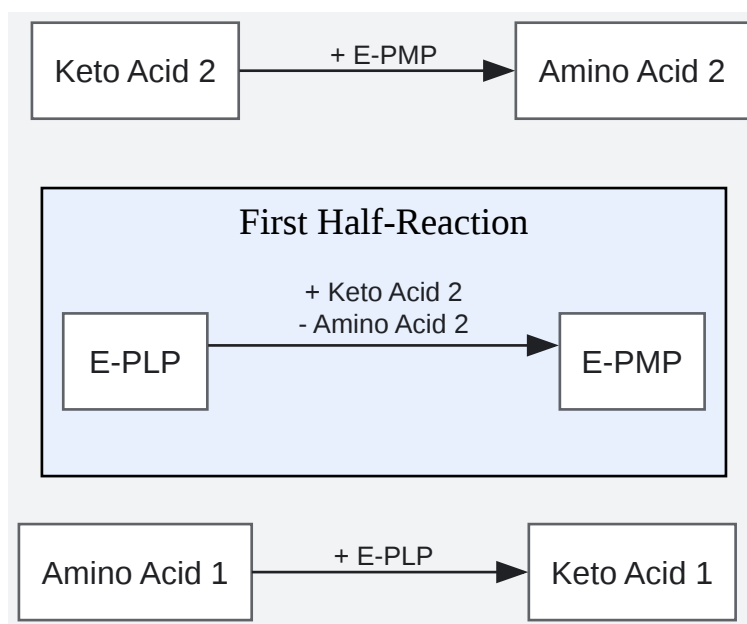 Keto Acid 2
+ E-PMP
Amino Acid 2
First Half-Reaction
+ Keto Acid 2
- Amino Acid 2
E-PLP
E-PMP
Amino Acid 1
+ E-PLP
Keto Acid 1